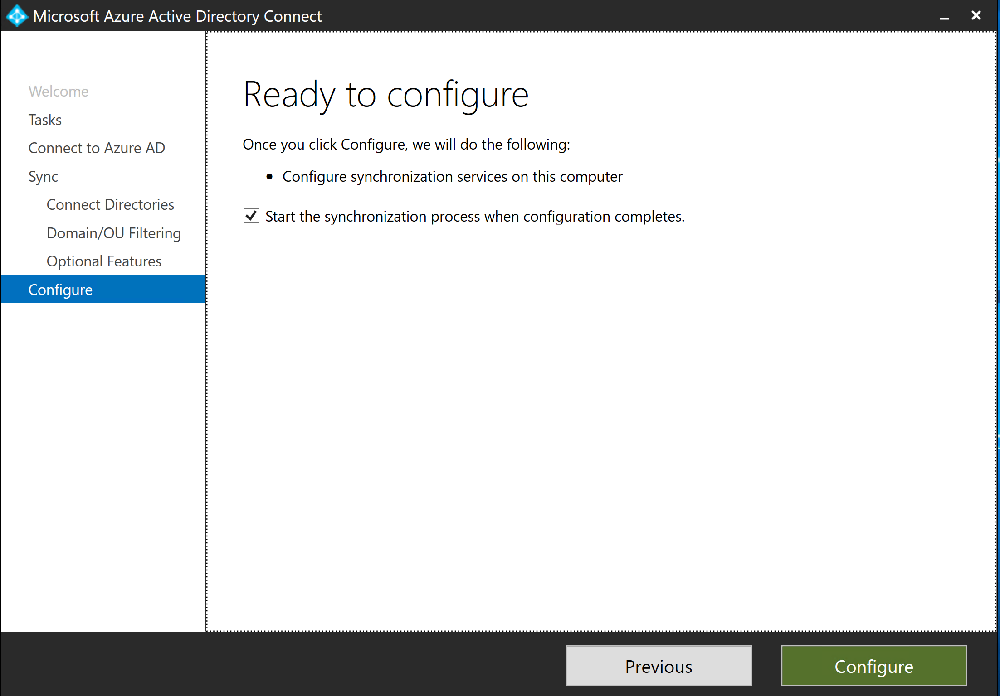 Microsoft Azure Active Directory Connect
Welcome
Tasks
Connect to Azure AD
Sync
Connect Directories
Domain/OU Filtering
Optional Features
Configure
Ready to configure
Once you click Configure, we will do the following:
• Configure synchronization services on this computer
Start the synchronization process when configuration completes.
Previous
Configure